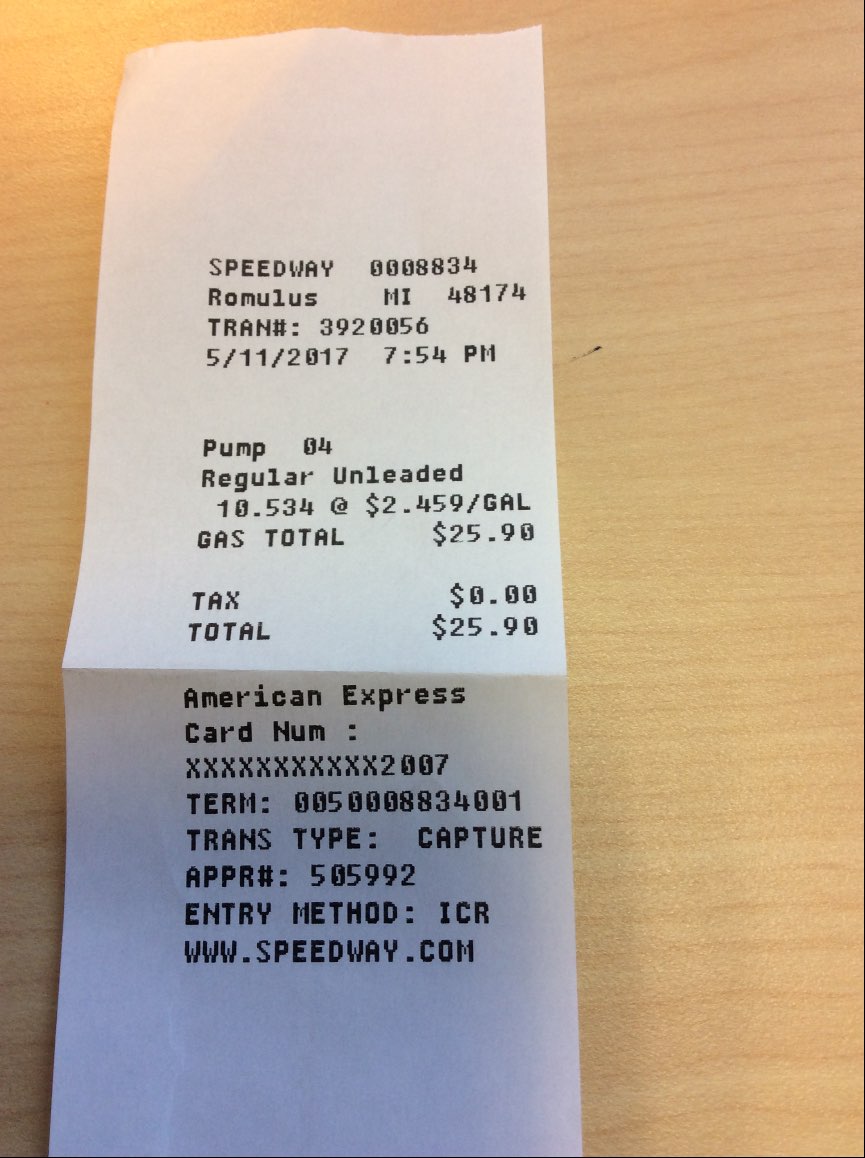 SPEEDWAY 0008834
Romulus MI 48174
TRAN#: 3920056
5/11/2017 7:54 PM
Pump 04
Regular Unleaded
10.534 @ $2.459/GAL
GAS TOTAL $25.90
TAX $0.00
TOTAL $25.90
American Express
Card Num :
XXXXXXXXXXX2007
TERM: 0050008834001
TRANS TYPE: CAPTURE
APPR#: 505992
ENTRY METHOD: ICR
WWW.SPEEDWAY.COM